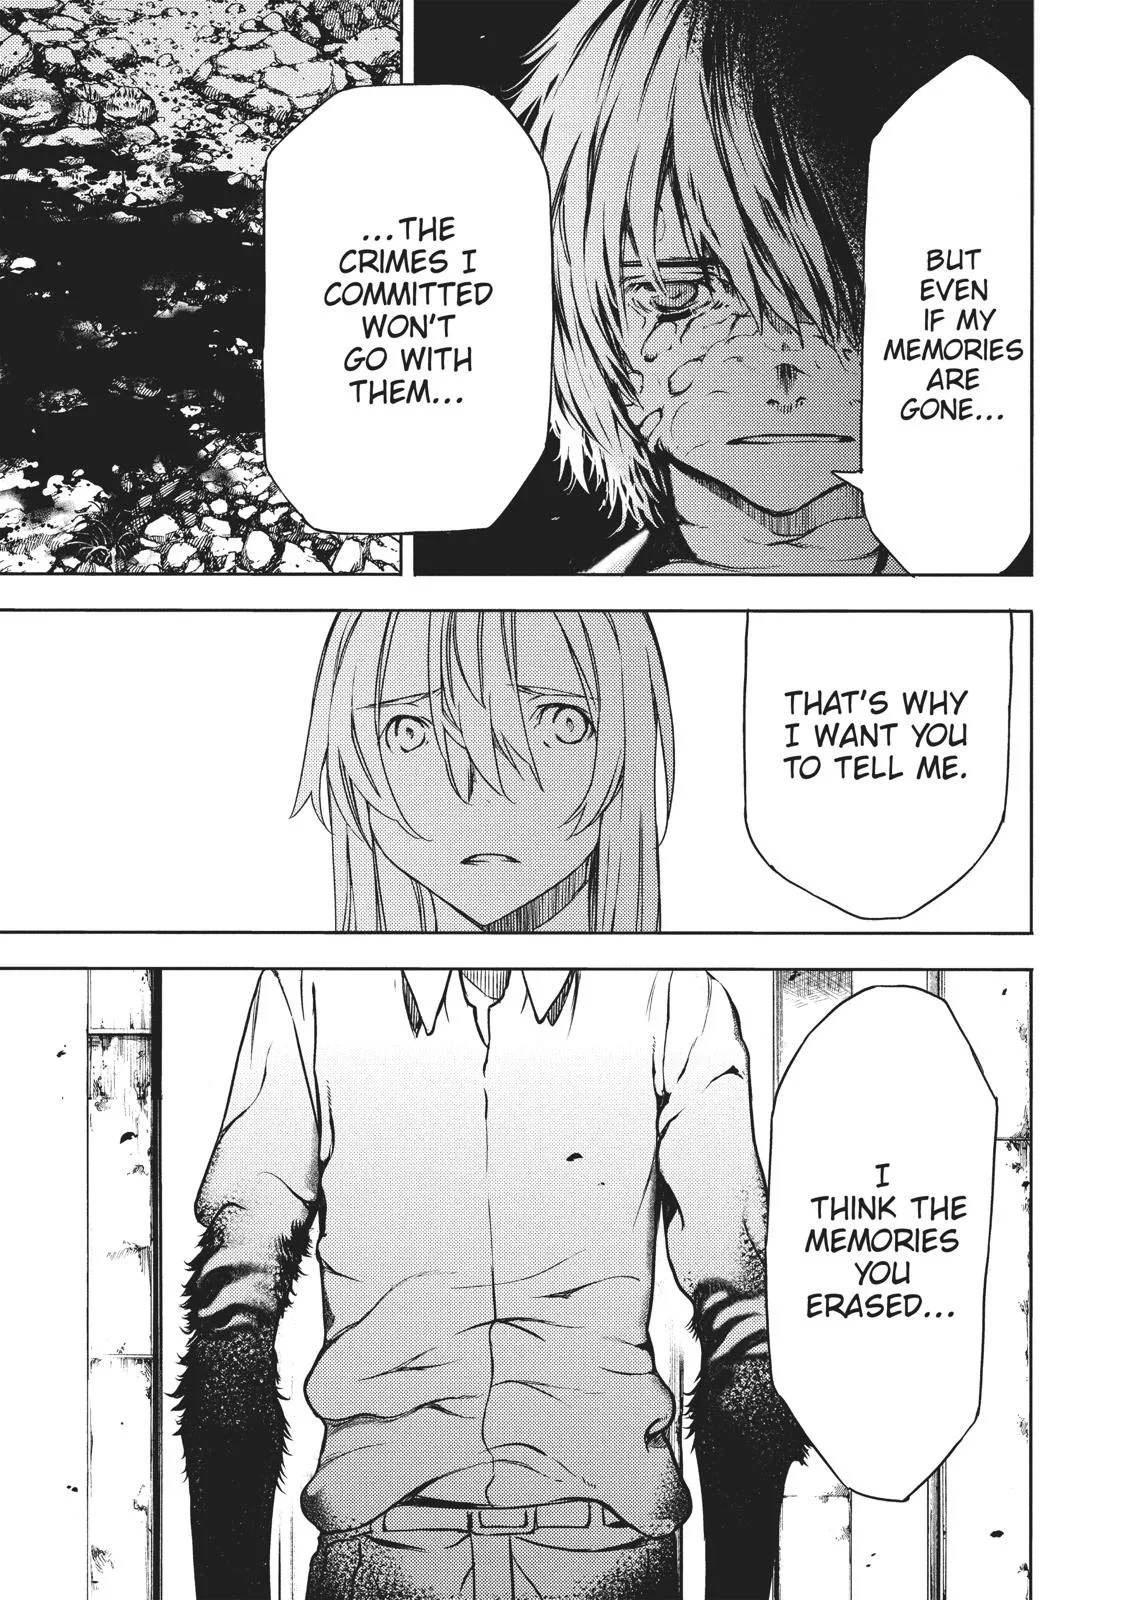 BUT
EVEN
IF MY
MEMORIES
ARE
GONE...
...THE
CRIMES I
COMMITTED
WON'T
GO WITH
THEM...
THAT'S WHY
I WANT YOU
TO TELL ME.
I
THINK THE
MEMORIES
YOU
ERASED...